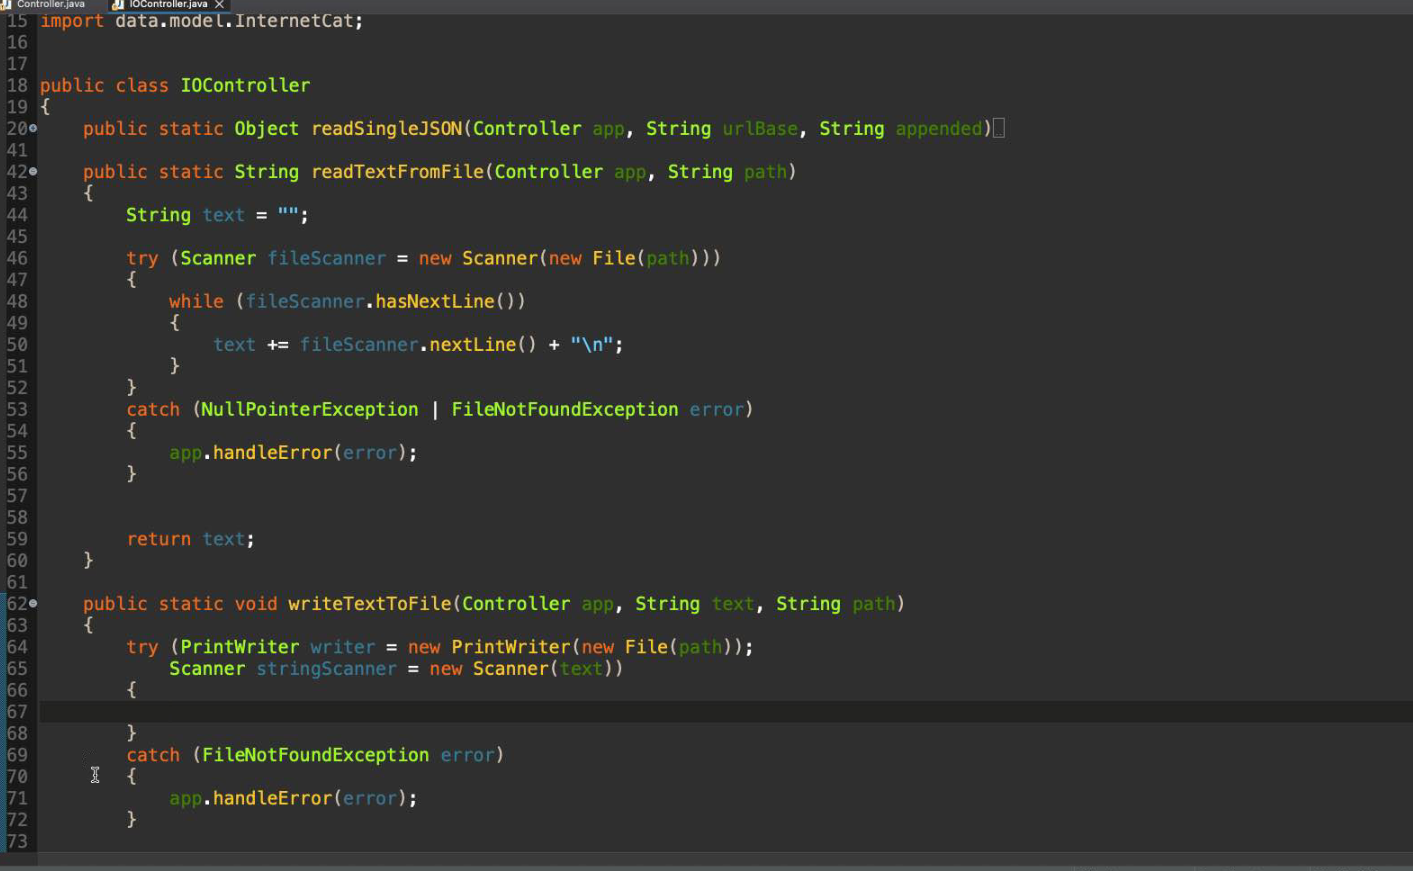 Controller.java IOController.java
15 import data.model.InternetCat;
16
17
18 public class IOController
19 {
20 public static Object readSingleJSON(Controller app, String urlBase, String appended)
41
42 public static String readTextFromFile(Controller app, String path)
43 {
44 String text = "";
45
46 try (Scanner fileScanner = new Scanner(new File(path)))
47 {
48 while (fileScanner.hasNextLine())
49 {
50 text += fileScanner.nextLine() + "\n";
51 }
52 }
53 catch (NullPointerException | FileNotFoundException error)
54 {
55 app.handleError(error);
56 }
57
58
59 return text;
60 }
61
62 public static void writeTextToFile(Controller app, String text, String path)
63 {
64 try (PrintWriter writer = new PrintWriter(new File(path));
65 Scanner stringScanner = new Scanner(text))
66 {
67
68 }
69 catch (FileNotFoundException error)
70 {
71 app.handleError(error);
72 }
73